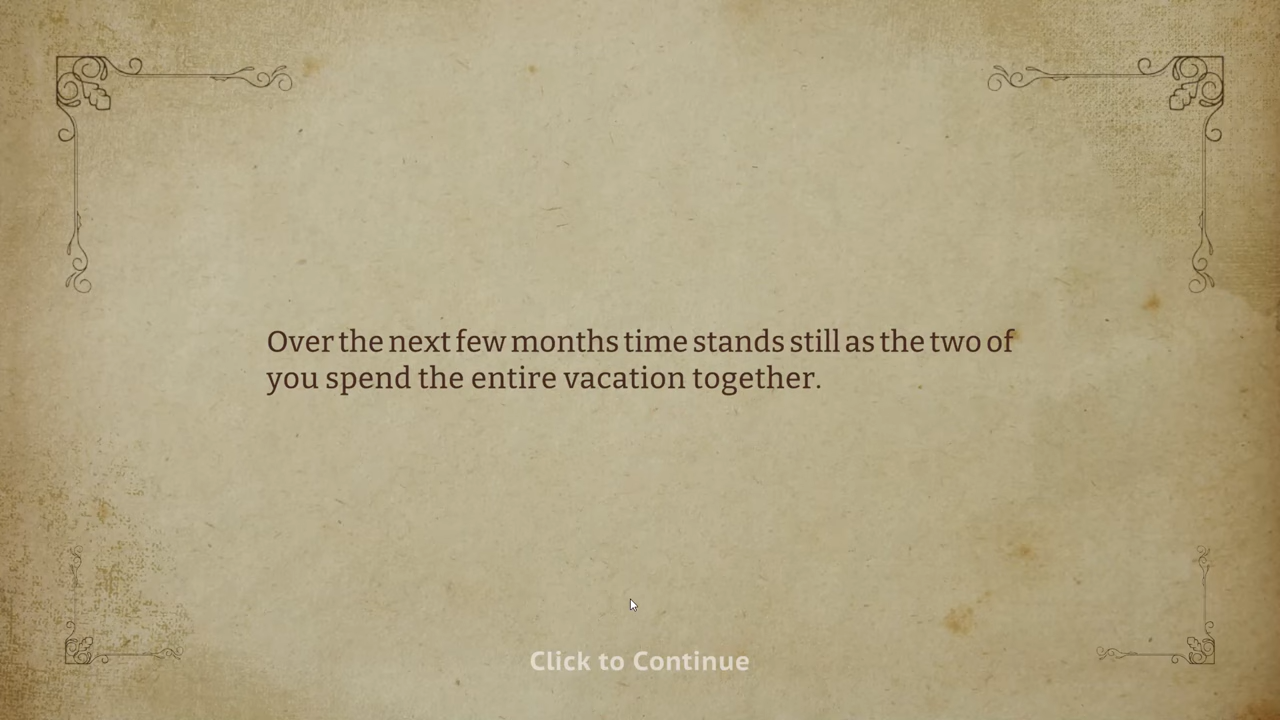 Over the next few months time stands still as the two of
you spend the entire vacation together.
Click to Continue